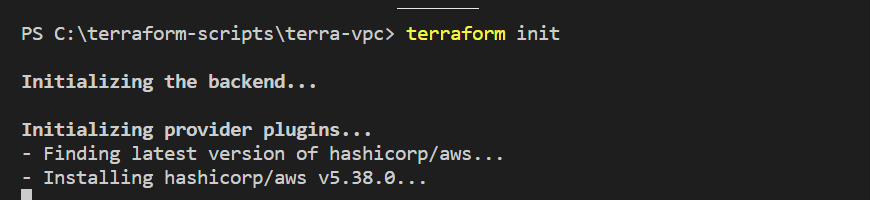 PS C:\terraform-scripts\terra-vpc> terraform init
Initializing the backend...
Initializing provider plugins...
- Finding latest version of hashicorp/aws...
- Installing hashicorp/aws v5.38.0...